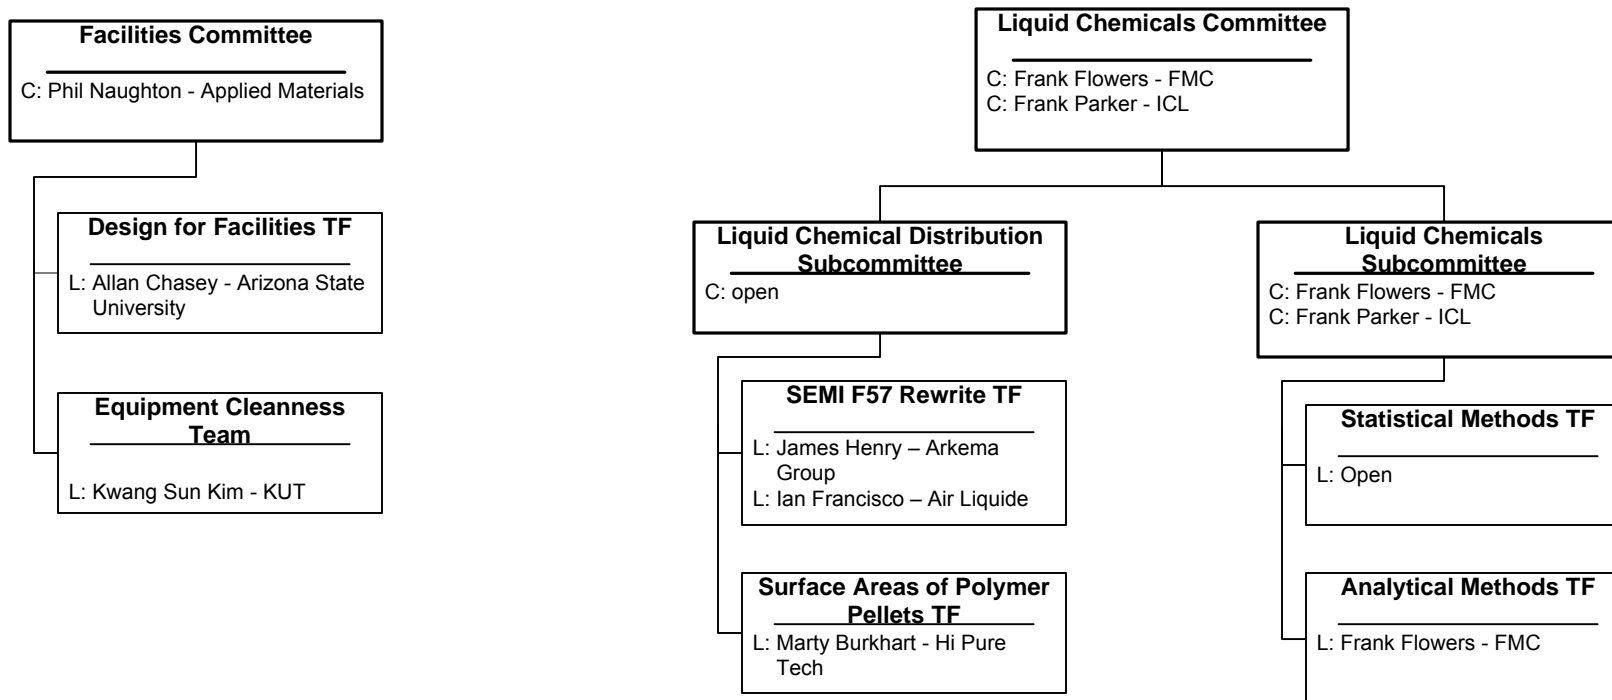 Facilities Committee
C: Phil Naughton - Applied Materials
Design for Facilities TF
L: Allan Chasey - Arizona State
University
Equipment Cleanness
Team
L: Kwang Sun Kim - KUT
Liquid Chemicals Committee
C: Frank Flowers - FMC
C: Frank Parker - ICL
Liquid Chemical Distribution
Subcommittee
C: open
SEMI F57 Rewrite TF
L: James Henry – Arkema
Group
L: Ian Francisco – Air Liquide
Surface Areas of Polymer
Pellets TF
L: Marty Burkhart - Hi Pure
Tech
Liquid Chemicals
Subcommittee
C: Frank Flowers - FMC
C: Frank Parker - ICL
Statistical Methods TF
L: Open
Analytical Methods TF
L: Frank Flowers - FMC